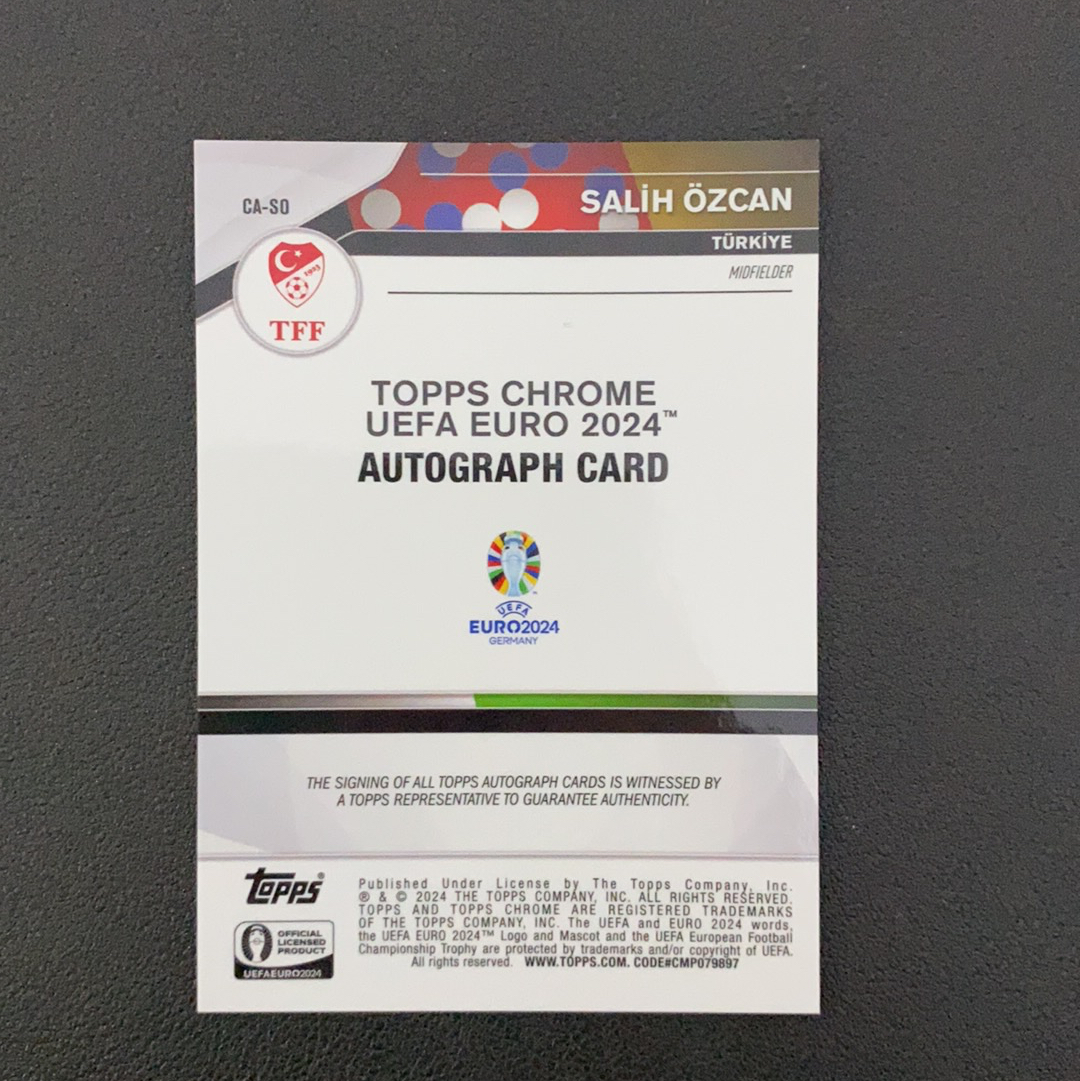 CA-SO
SALİH ÖZCAN
TÜRKİYE
MIDFIELDER
1923
TFF
TOPPS CHROME
UEFA EURO 2024™
AUTOGRAPH CARD
UEFA
EURO2024
GERMANY
THE SIGNING OF ALL TOPPS AUTOGRAPH CARDS IS WITNESSED BY
A TOPPS REPRESENTATIVE TO GUARANTEE AUTHENTICITY.
topps®
OFFICIAL
LICENSED
PRODUCT
UEFAEURO2024
Published Under License by The Topps Company, Inc.
® & © 2024 THE TOPPS COMPANY, INC. ALL RIGHTS RESERVED.
TOPPS AND TOPPS CHROME ARE REGISTERED TRADEMARKS
OF THE TOPPS COMPANY, INC. The UEFA and EURO 2024 words,
the UEFA EURO 2024™ Logo and Mascot and the UEFA European Football
Championship Trophy are protected by trademarks and/or copyright of UEFA.
All rights reserved. WWW.TOPPS.COM. CODE#CMP079897